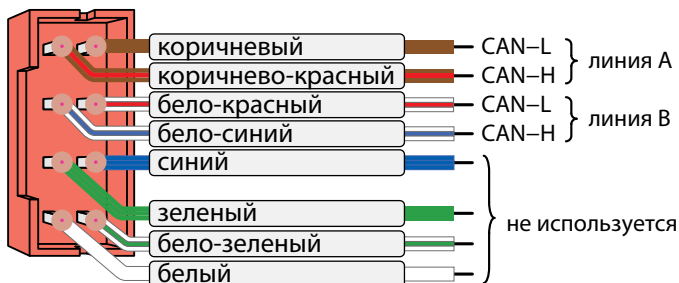 коричневый CAN–L
коричнево-красный CAN–H
линия А
бело-красный CAN–L
бело-синий CAN–H
линия В
синий
зеленый
не используется
бело-зеленый
белый